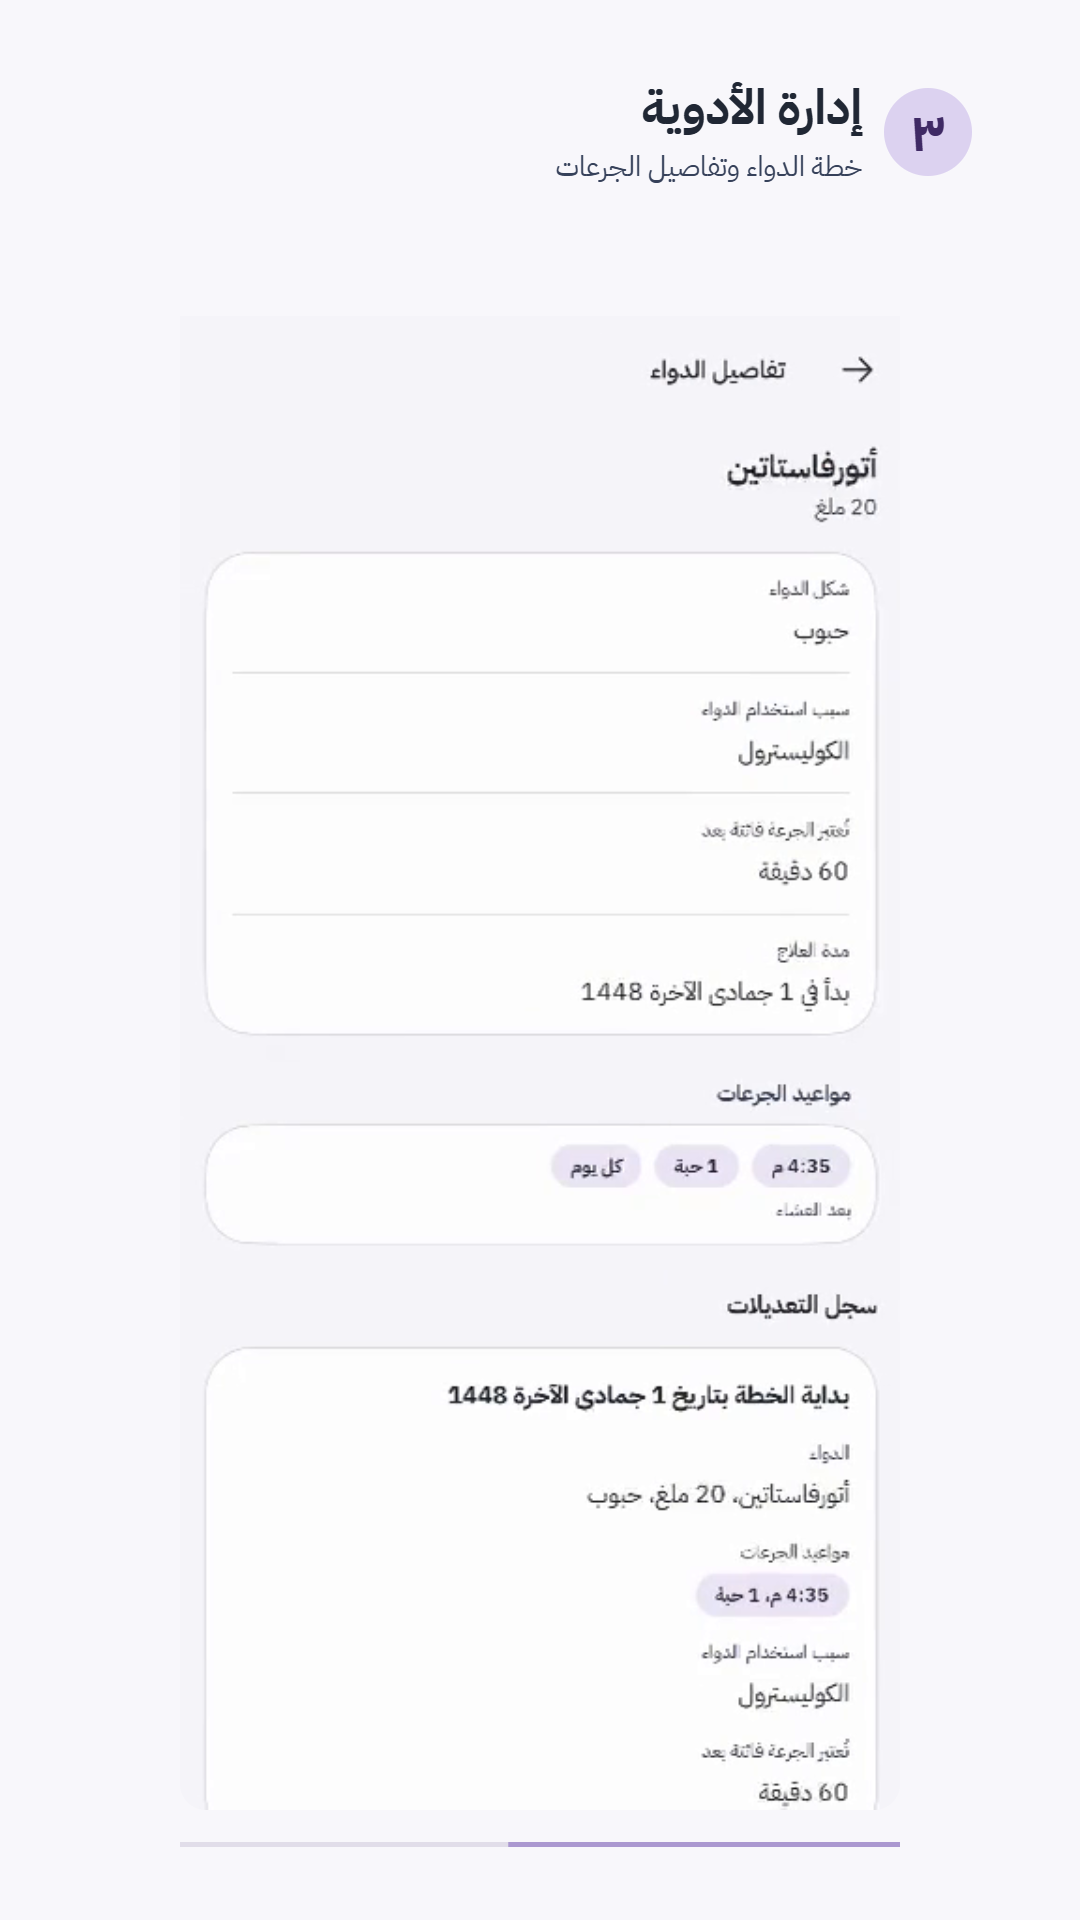 ٣
إدارة الأدوية
خطة الدواء وتفاصيل الجرعات
تفاصيل الدواء
أتورفاستاتين
20 ملغ
شكل الدواء
حبوب
سبب استخدام الدواء
الكوليسترول
تُعتبر الجرعة فائتة بعد
60 دقيقة
مدة العلاج
بدأ في 1 جمادى الآخرة 1448
مواعيد الجرعات
4:35 م 1 حبة كل يوم
بعد العشاء
سجل التعديلات
بداية الخطة بتاريخ 1 جمادى الآخرة 1448
الدواء
أتورفاستاتين، 20 ملغ، حبوب
مواعيد الجرعات
4:35 م، 1 حبة
سبب استخدام الدواء
الكوليسترول
تُعتبر الجرعة فائتة بعد
60 دقيقة